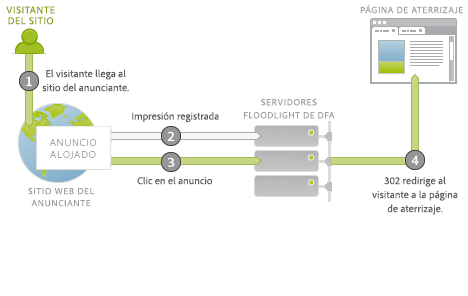 VISITANTE
DEL SITIO
PÁGINA DE ATERRIZAJE
1
El visitante llega al
sitio del anunciante.
SERVIDORES
FLOODLIGHT DE DFA
Impresión registrada
2
ANUNCIO
ALOJADO
3
4
Clic en el anuncio
302 redirige al
visitante a la página
de aterrizaje.
SITIO WEB DEL
ANUNCIANTE